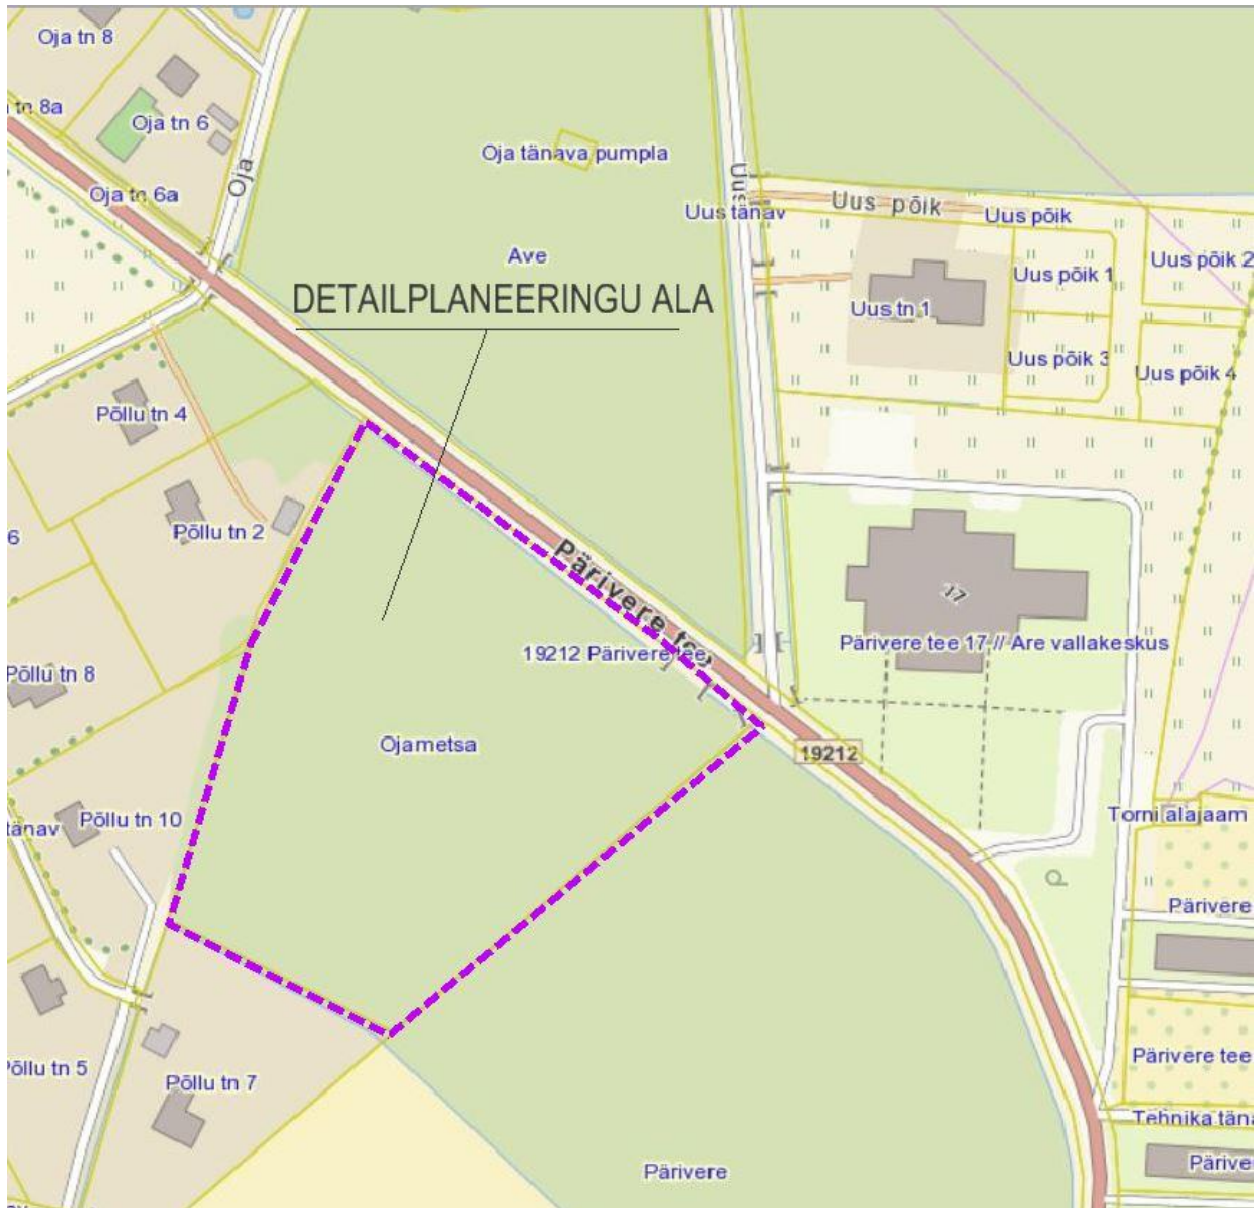 Oja tn 8
tn 8a
Oja tn 6
Oja tn 6a
Oja
Oja tänava pumpla
Uus
Uus tänav
Uus põik
Uus põik
Ave
Uus põik 1
Uus põik 2
DETAILPLANEERINGU ALA
Uus tn 1
Uus põik 3
Uus põik 4
Põllu tn 4
Põllu tn 2
6
Pärivere tee
17
19212 Pärivere tee
Pärivere tee 17 // Are vallakeskus
Põllu tn 8
Ojametsa
19212
tänav
Põllu tn 10
Torni alajaam
P
Pärivere
Põllu tn 5
Põllu tn 7
Pärivere tee
Tehnika täna
Pärivere
Pärive